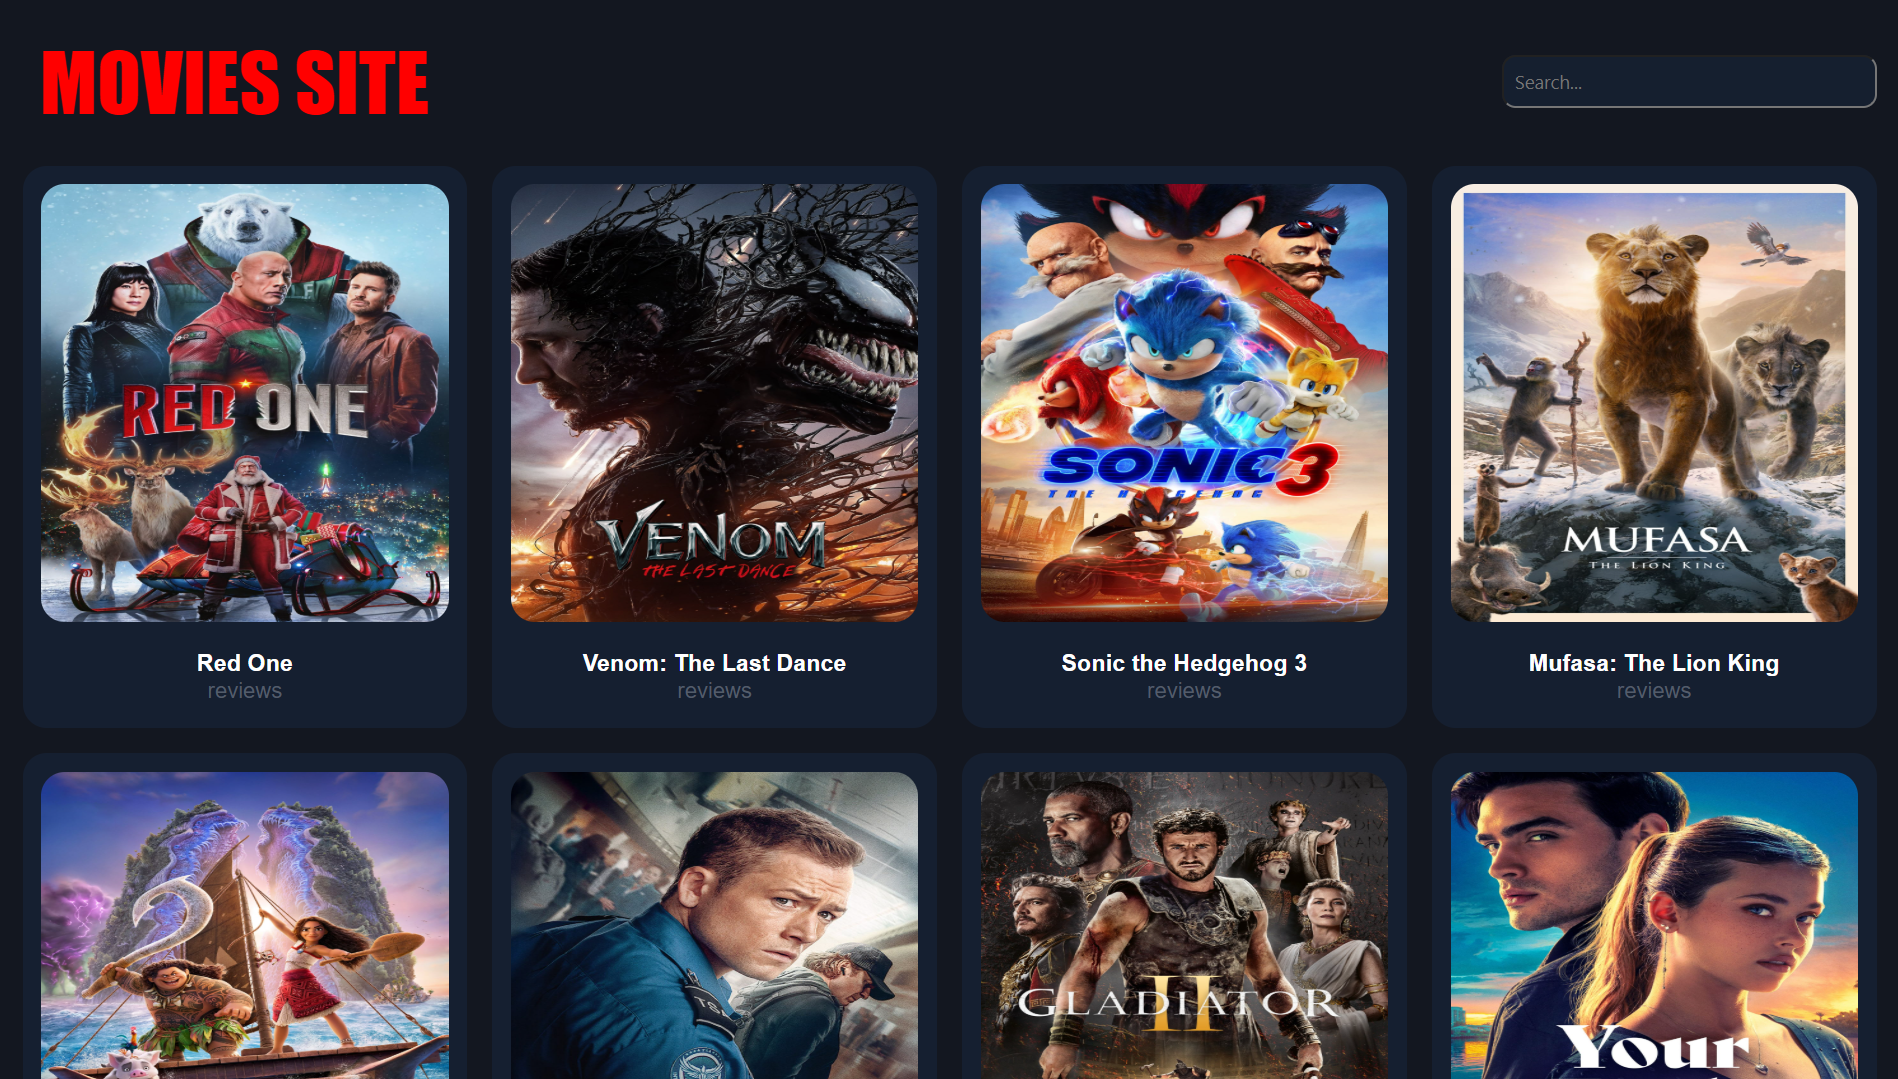 MOVIES SITE
Search...
RED ONE
VENOM
THE LAST DANCE
SONIC 3
THE HEDGEHOG
MUFASA
THE LION KING
Red One
reviews
Venom: The Last Dance
reviews
Sonic the Hedgehog 3
reviews
Mufasa: The Lion King
reviews
TS
GLADIATOR
II
Your